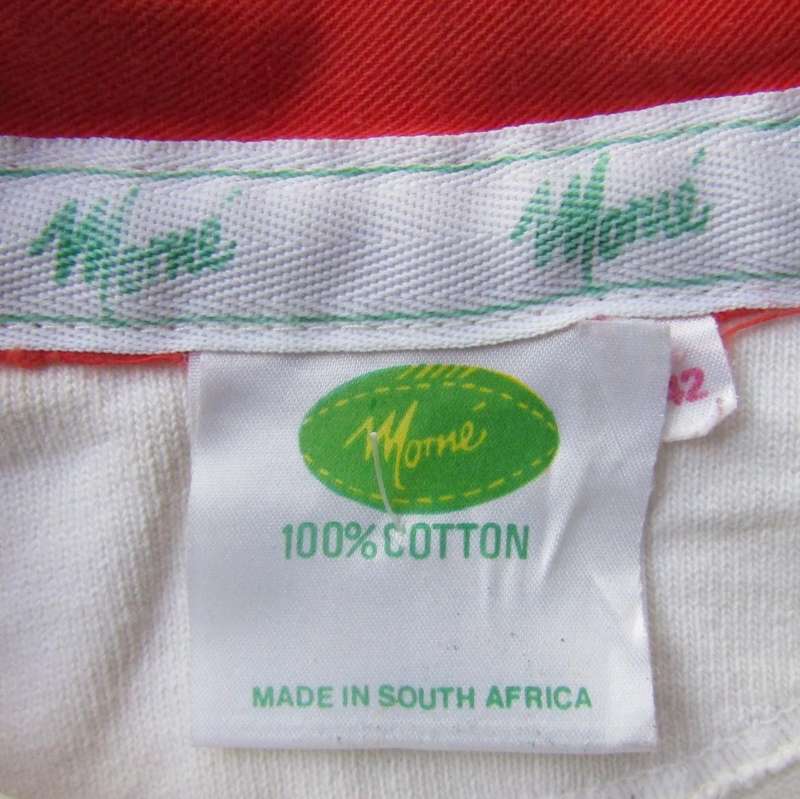 Morné Morné
Morné
42
100% COTTON
MADE IN SOUTH AFRICA